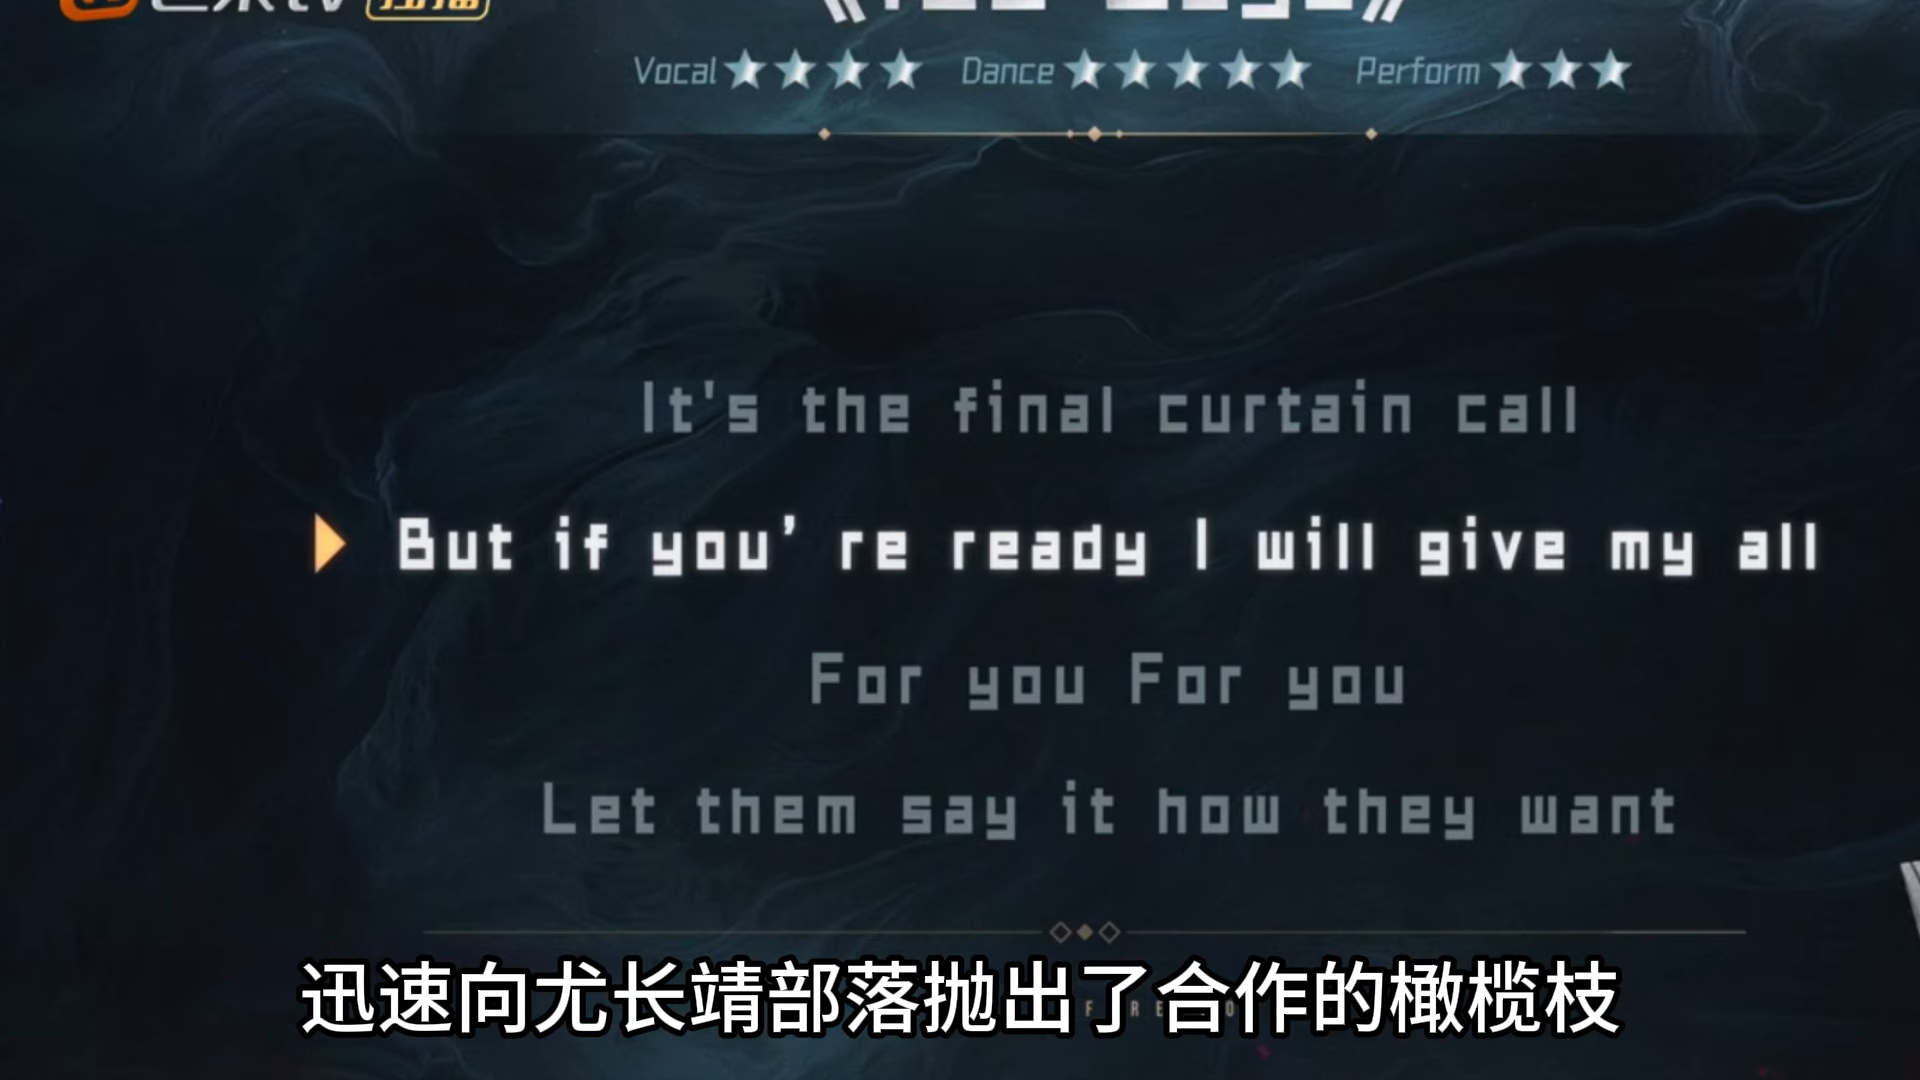 Vocal Dance Perform
It's the final curtain call
But if you’re ready I will give my all
For you For you
Let them say it how they want
迅速向尤长靖部落抛出了合作的橄榄枝